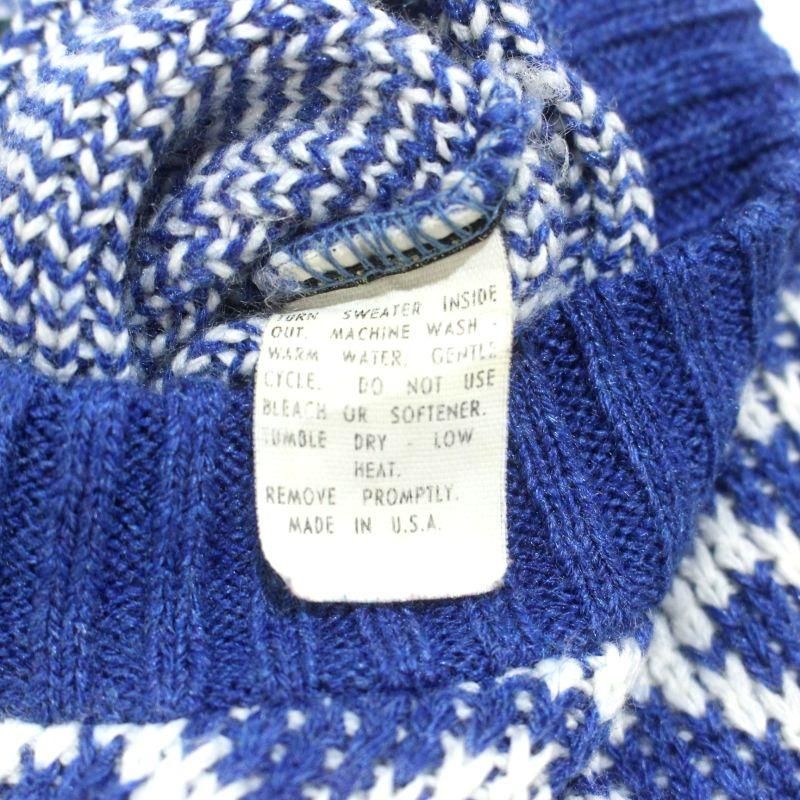 TURN SWEATER INSIDE
OUT. MACHINE WASH -
WARM WATER, GENTLE
CYCLE. DO NOT USE
BLEACH OR SOFTENER.
TUMBLE DRY - LOW
HEAT.
REMOVE PROMPTLY.
MADE IN U.S.A.